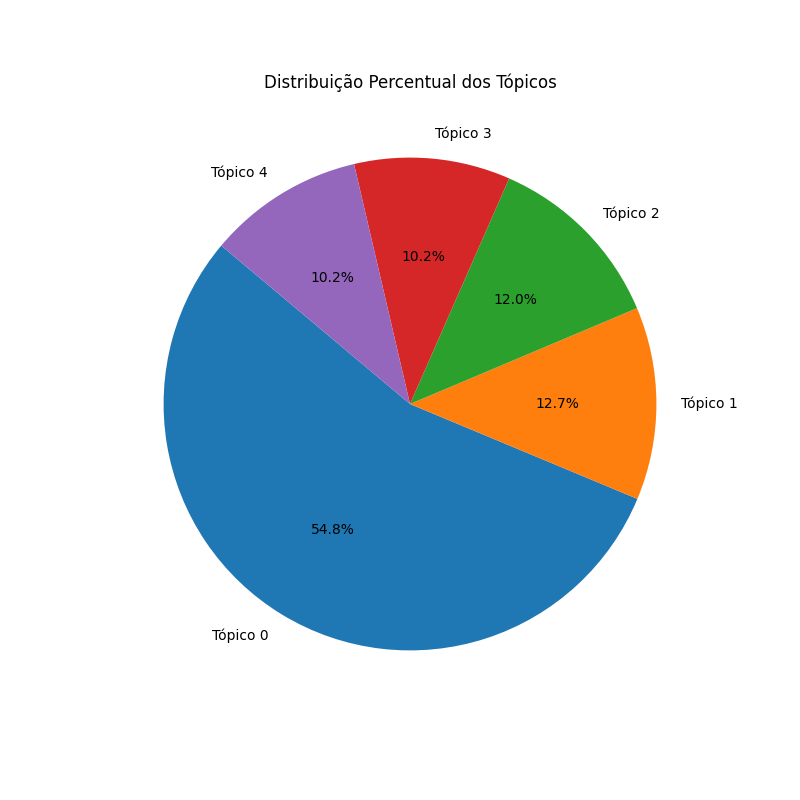 Distribuição Percentual dos Tópicos
Tópico 3
Tópico 4
Tópico 2
10.2%
10.2%
12.0%
12.7%
Tópico 1
54.8%
Tópico 0